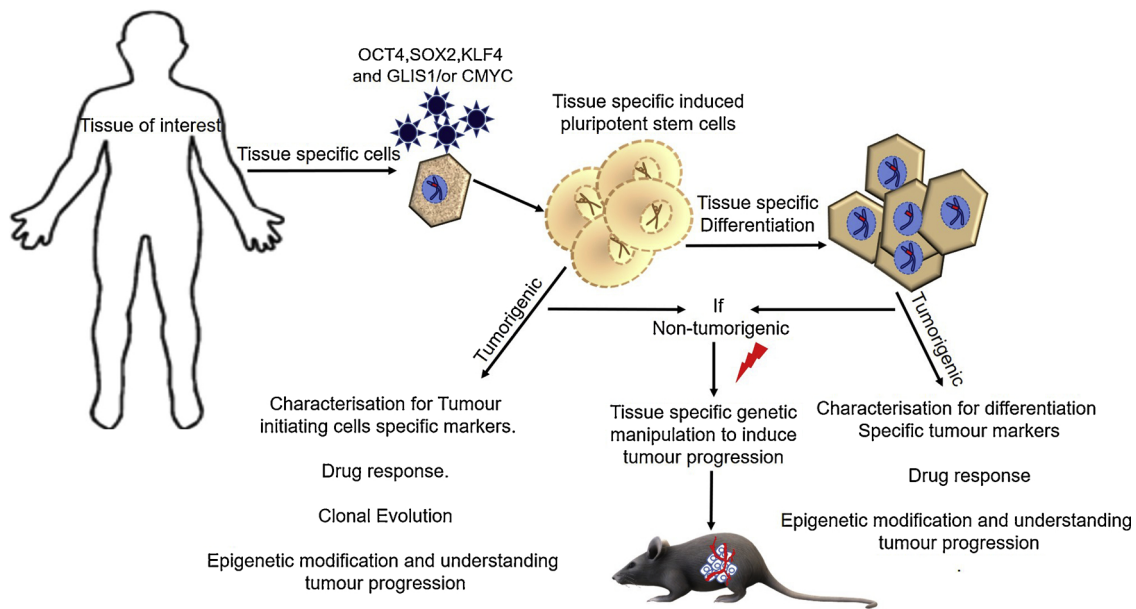 OCT4,SOX2,KLF4
and GLIS1/or CMYC
Tissue of interest
Tissue specific cells
Tissue specific induced
pluripotent stem cells
Tissue specific
Differentiation
Tumorigenic
If
Non-tumorigenic
Tumorigenic
Characterisation for Tumour
initiating cells specific markers.
Drug response.
Clonal Evolution
Epigenetic modification and understanding
tumour progression
Tissue specific genetic
manipulation to induce
tumour progression
Characterisation for differentiation
Specific tumour markers
Drug response
Epigenetic modification and understanding
tumour progression
.